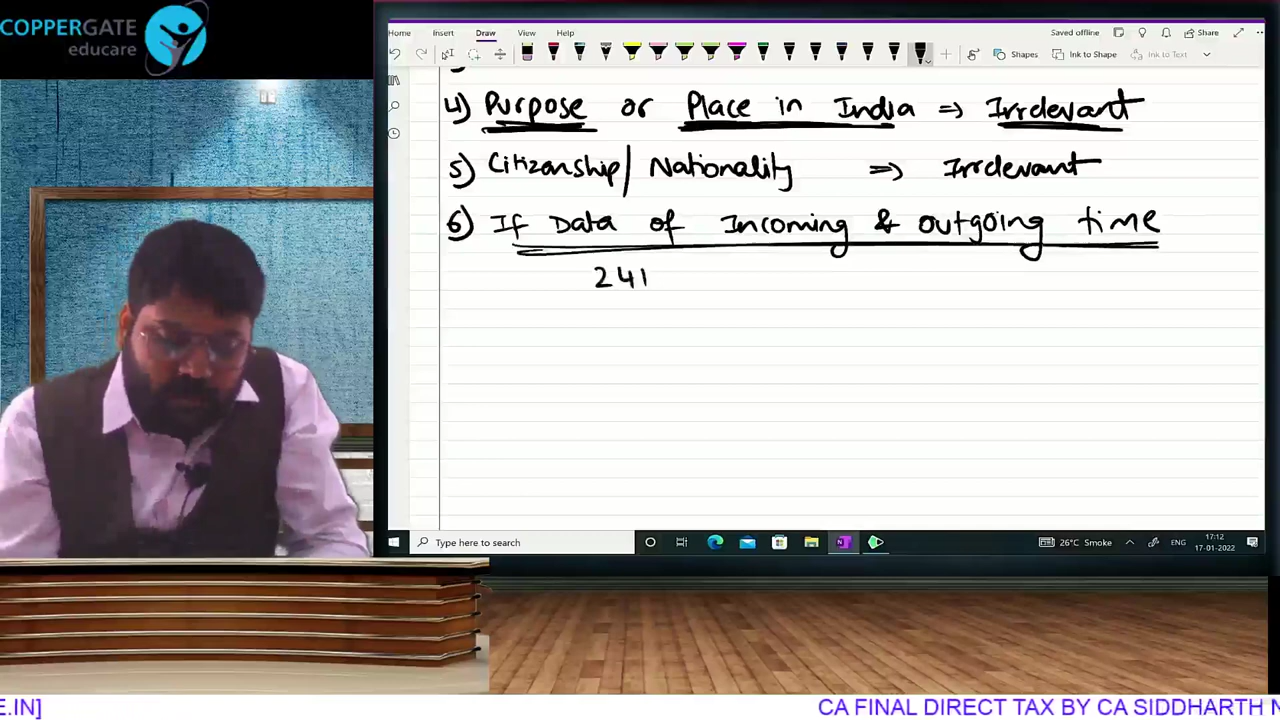 COPPERGATE
educare
Home Insert Draw View Help
Saved offline
Share
Shapes
Ink to Shape
Ink to Text
4) Purpose or Place in India ⇒ Irrelevant
5) Citizenship/ Nationality ⇒ Irrelevant
6) If Data of Incoming & outgoing time
241
Type here to search
26°C Smoke
ENG
17:12
17-01-2022
E.IN]
CA FINAL DIRECT TAX BY CA SIDDHARTH